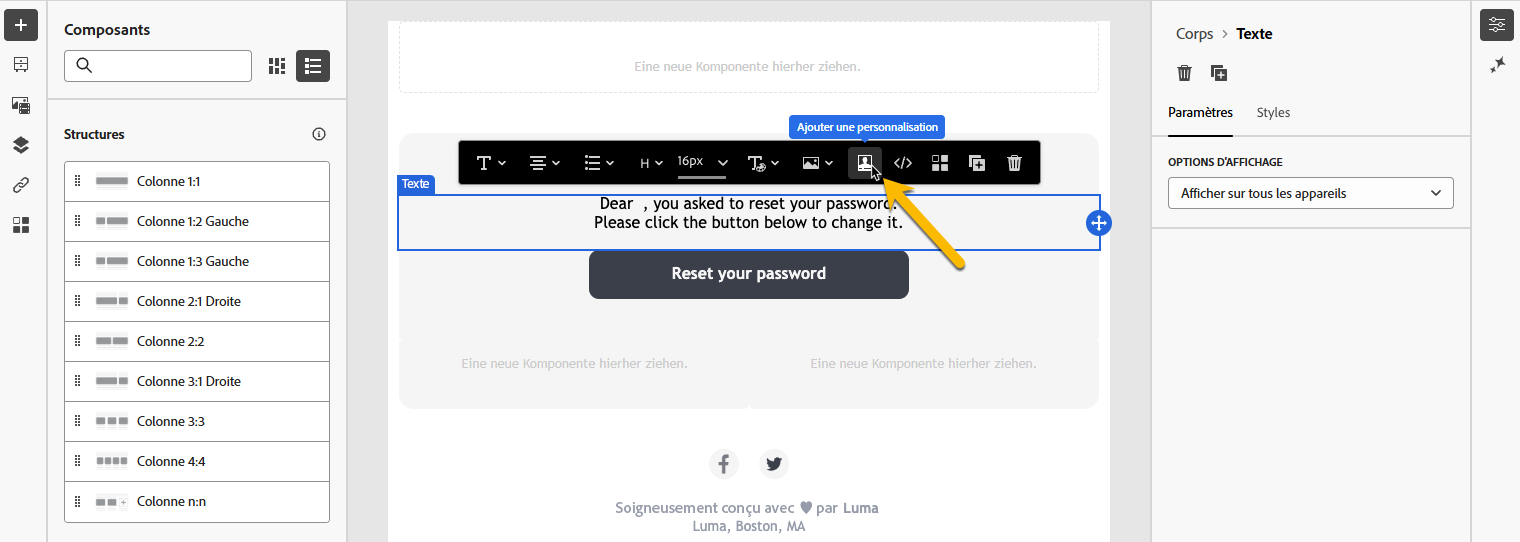 Composants
Structures
Colonne 1:1
Colonne 1:2 Gauche
Colonne 1:3 Gauche
Colonne 2:1 Droite
Colonne 2:2
Colonne 3:1 Droite
Colonne 3:3
Colonne 4:4
Colonne n:n
Eine neue Komponente hierher ziehen.
Ajouter une personnalisation
H
16px
Texte
Dear , you asked to reset your password.
Please click the button below to change it.
Reset your password
Eine neue Komponente hierher ziehen.
Eine neue Komponente hierher ziehen.
Soigneusement conçu avec ♥ par Luma
Luma, Boston, MA
Corps > Texte
Paramètres Styles
OPTIONS D'AFFICHAGE
Afficher sur tous les appareils